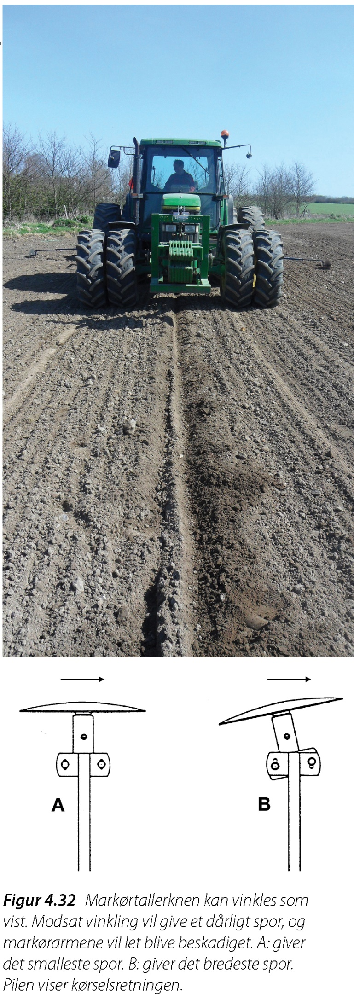 A
B
Figur 4.32 Markørtallerknen kan vinkles som
vist. Modsat vinkling vil give et dårligt spor, og
markørarmene vil let blive beskadiget. A: giver
det smalleste spor. B: giver det bredeste spor.
Pilen viser kørselsretningen.